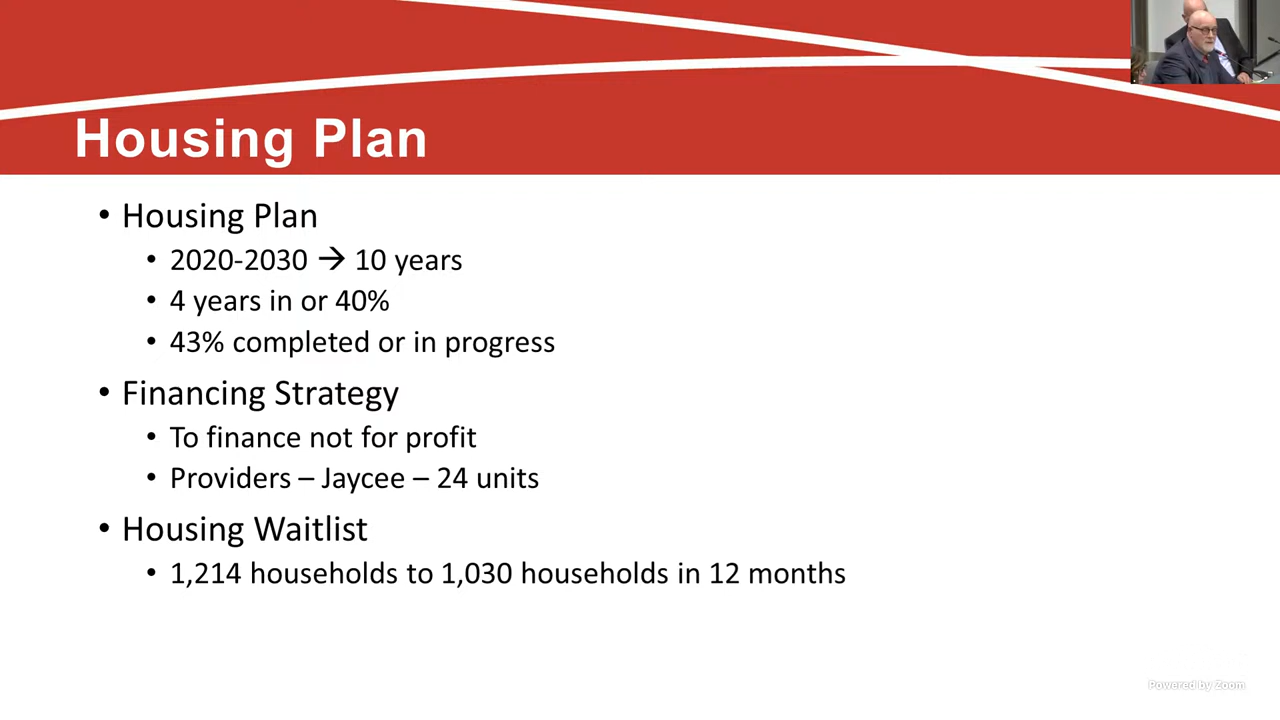 Housing Plan
• Housing Plan
• 2020-2030 → 10 years
• 4 years in or 40%
• 43% completed or in progress
• Financing Strategy
• To finance not for profit
• Providers – Jaycee – 24 units
• Housing Waitlist
• 1,214 households to 1,030 households in 12 months
Powered by Zoom